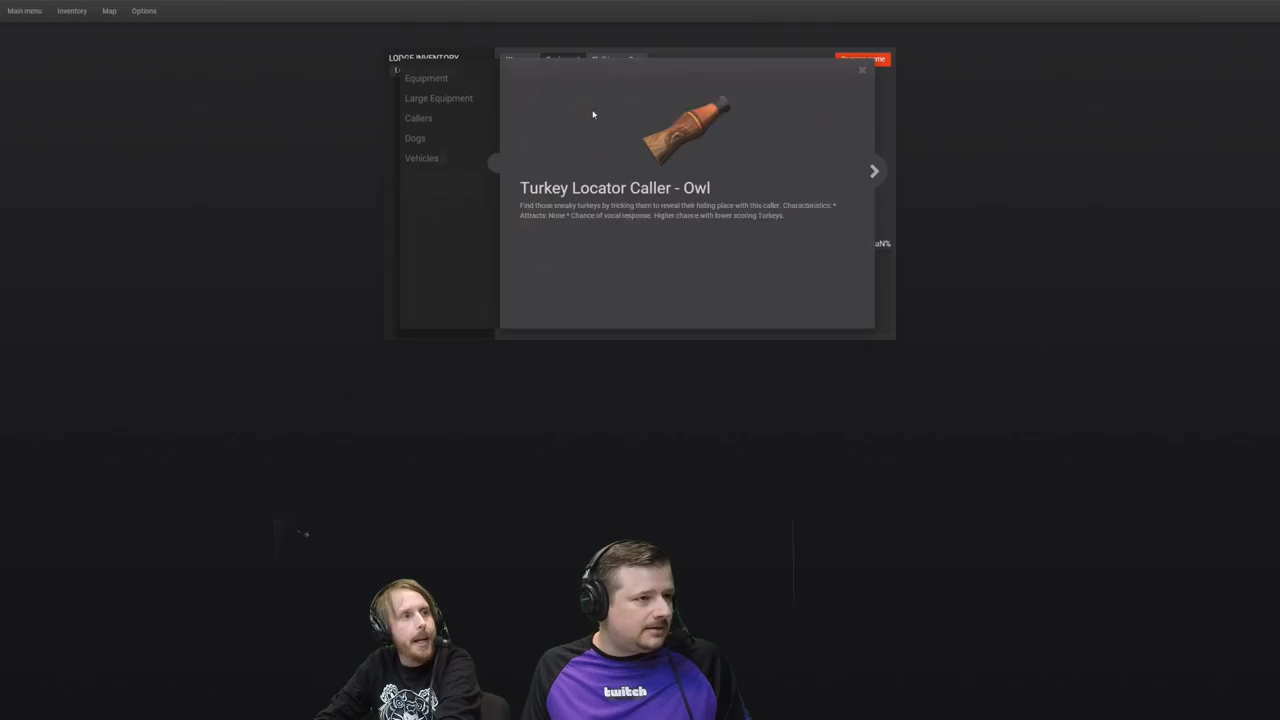 Main menu Inventory Map Options
LODGE INVENTORY
Equipment
Large Equipment
Callers
Dogs
Vehicles
Turkey Locator Caller - Owl
Find those sneaky turkeys by tricking them to reveal their hiding place with this caller. Characteristics: *
Attracts: None * Chance of vocal response. Higher chance with lower scoring Turkeys.
aN%
twitch